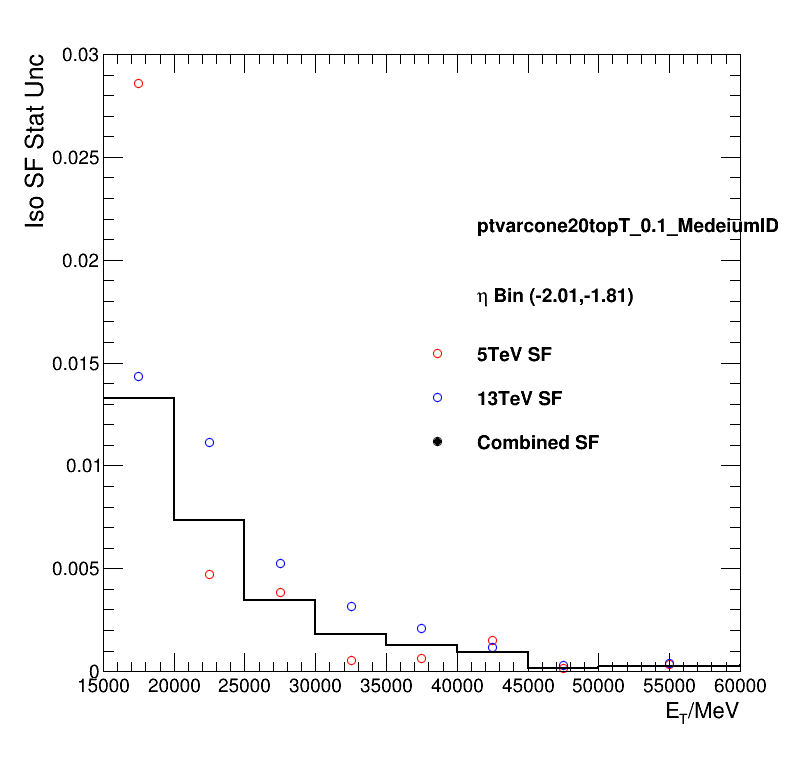 Iso SF Stat Unc
0.03
0.025
0.02
0.015
0.01
0.005
0
ptvarcone20topT_0.1_MedeiumID
η Bin (-2.01,-1.81)
5TeV SF
13TeV SF
Combined SF
15000 20000 25000 30000 35000 40000 45000 50000 55000 60000
E_T/MeV